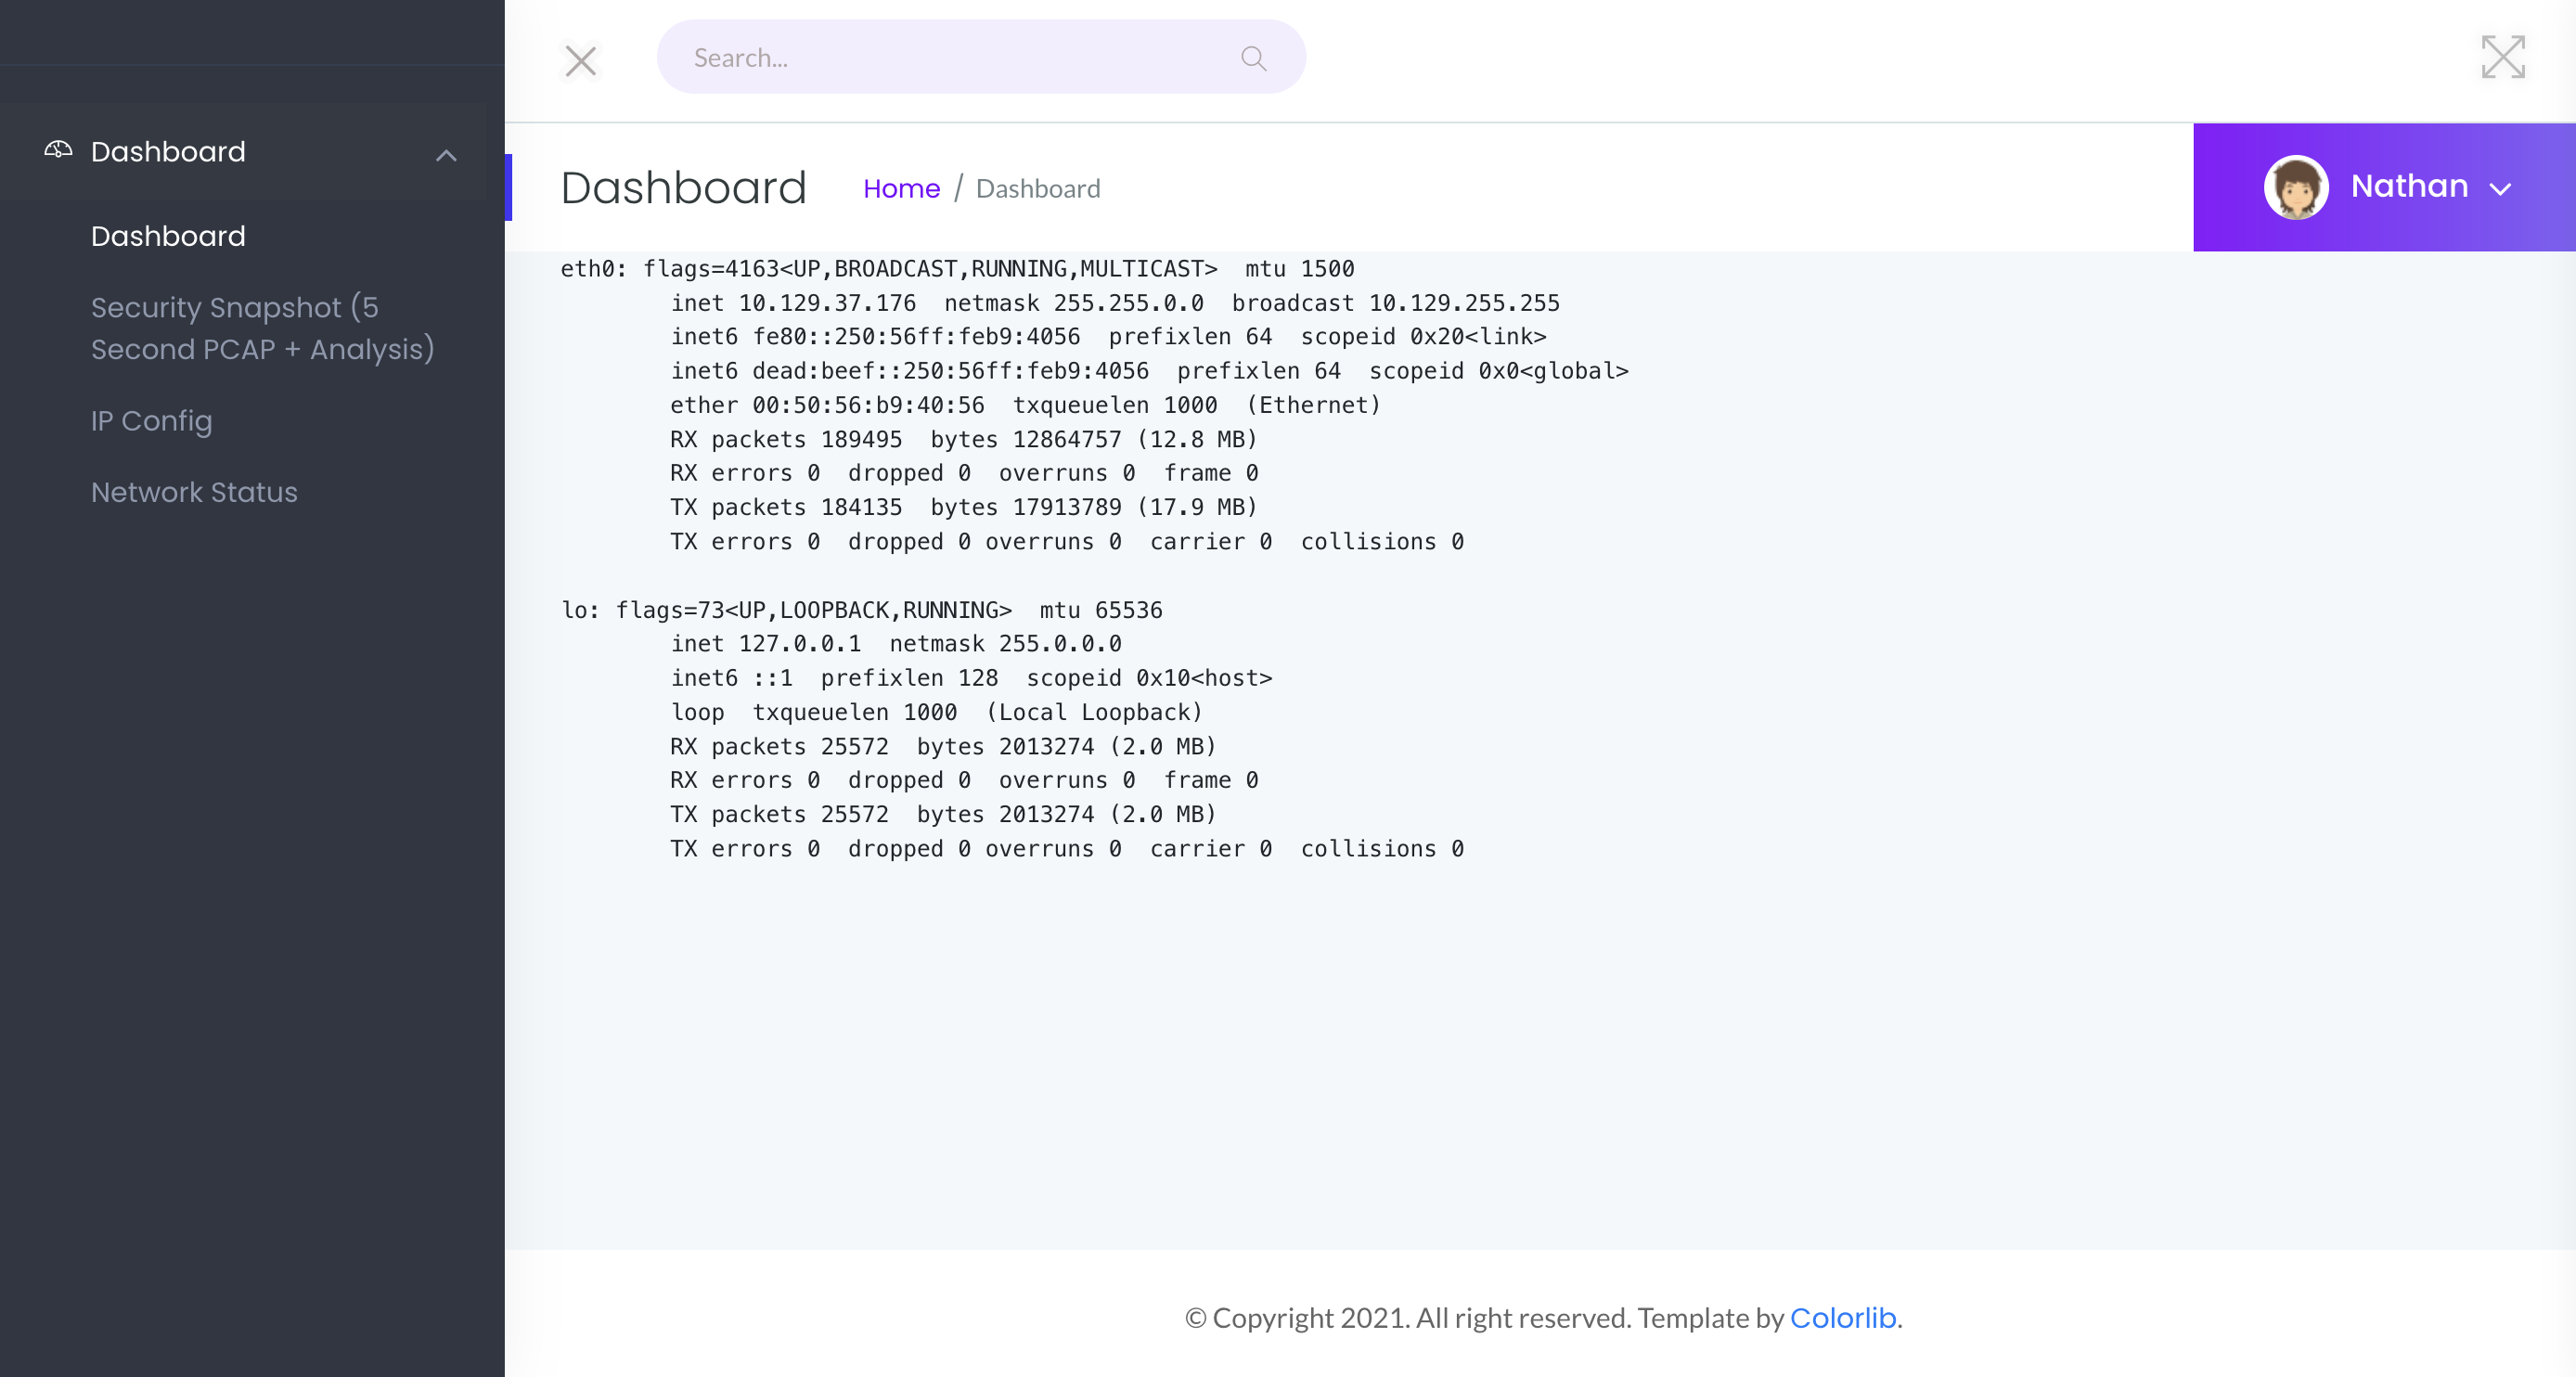 Search...
Dashboard
Dashboard
Security Snapshot (5
Second PCAP + Analysis)
IP Config
Network Status
Dashboard
Home / Dashboard
Nathan
eth0: flags=4163<UP,BROADCAST,RUNNING,MULTICAST>  mtu 1500
        inet 10.129.37.176  netmask 255.255.0.0  broadcast 10.129.255.255
        inet6 fe80::250:56ff:feb9:4056  prefixlen 64  scopeid 0x20<link>
        inet6 dead:beef::250:56ff:feb9:4056  prefixlen 64  scopeid 0x0<global>
        ether 00:50:56:b9:40:56  txqueuelen 1000  (Ethernet)
        RX packets 189495  bytes 12864757 (12.8 MB)
        RX errors 0  dropped 0  overruns 0  frame 0
        TX packets 184135  bytes 17913789 (17.9 MB)
        TX errors 0  dropped 0 overruns 0  carrier 0  collisions 0
lo: flags=73<UP,LOOPBACK,RUNNING>  mtu 65536
        inet 127.0.0.1  netmask 255.0.0.0
        inet6 ::1  prefixlen 128  scopeid 0x10<host>
        loop  txqueuelen 1000  (Local Loopback)
        RX packets 25572  bytes 2013274 (2.0 MB)
        RX errors 0  dropped 0  overruns 0  frame 0
        TX packets 25572  bytes 2013274 (2.0 MB)
        TX errors 0  dropped 0 overruns 0  carrier 0  collisions 0
© Copyright 2021. All right reserved. Template by Colorlib.